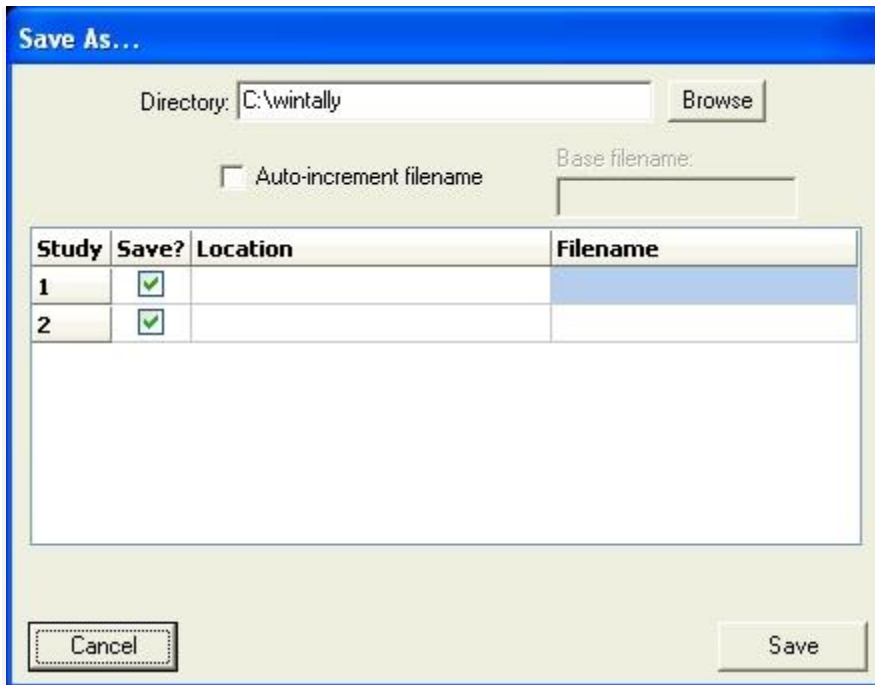 Save As...
Directory: C:\wintally Browse
Auto-increment filename Base filename:
Study Save? Location Filename
1
2
Cancel Save